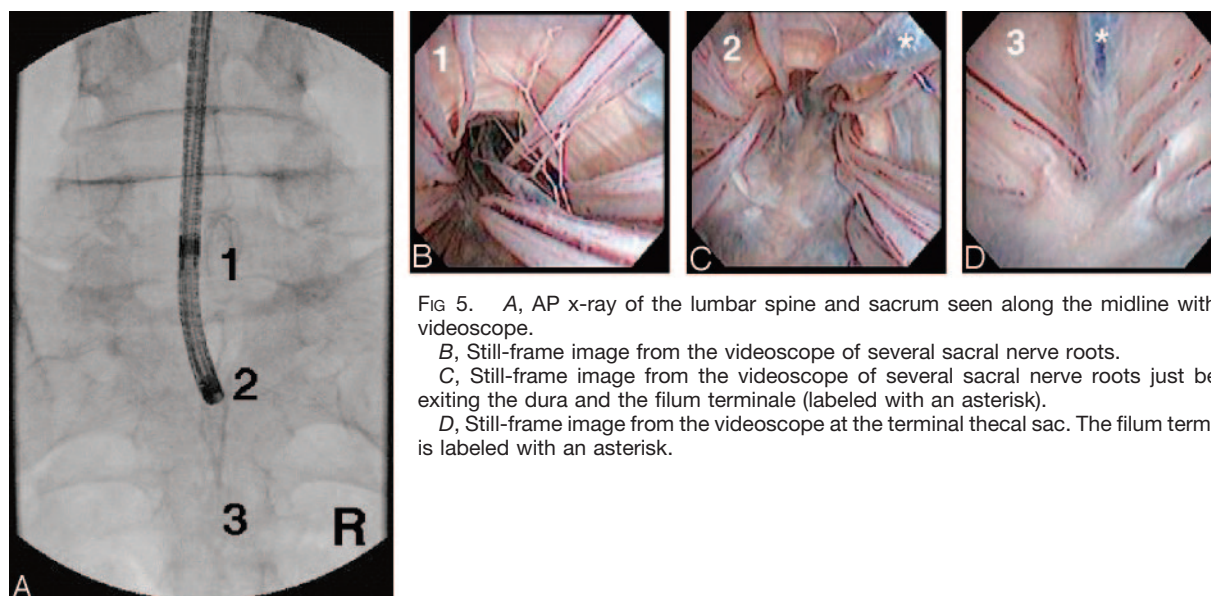 1
2
3
R
A
1
B
2
*
C
3
*
D
FIG 5. A, AP x-ray of the lumbar spine and sacrum seen along the midline with
videoscope.
B, Still-frame image from the videoscope of several sacral nerve roots.
C, Still-frame image from the videoscope of several sacral nerve roots just be
exiting the dura and the filum terminale (labeled with an asterisk).
D, Still-frame image from the videoscope at the terminal thecal sac. The filum term
is labeled with an asterisk.